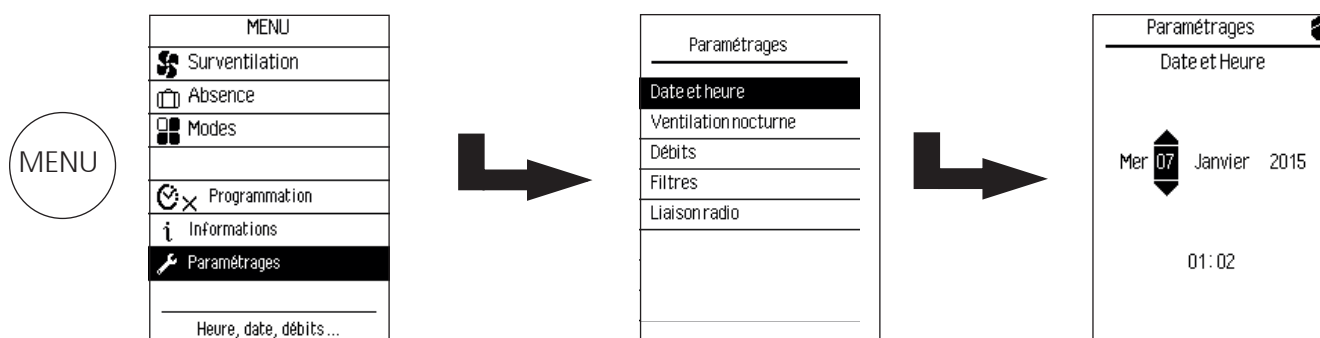 MENU
MENU
Surventilation
Absence
Modes
Programmation
Informations
Paramétrages
Heure, date, débits ...
Paramétrages
Date et heure
Ventilation nocturne
Débits
Filtres
Liaison radio
Paramétrages
Date et Heure
Mer 07 Janvier 2015
01:02